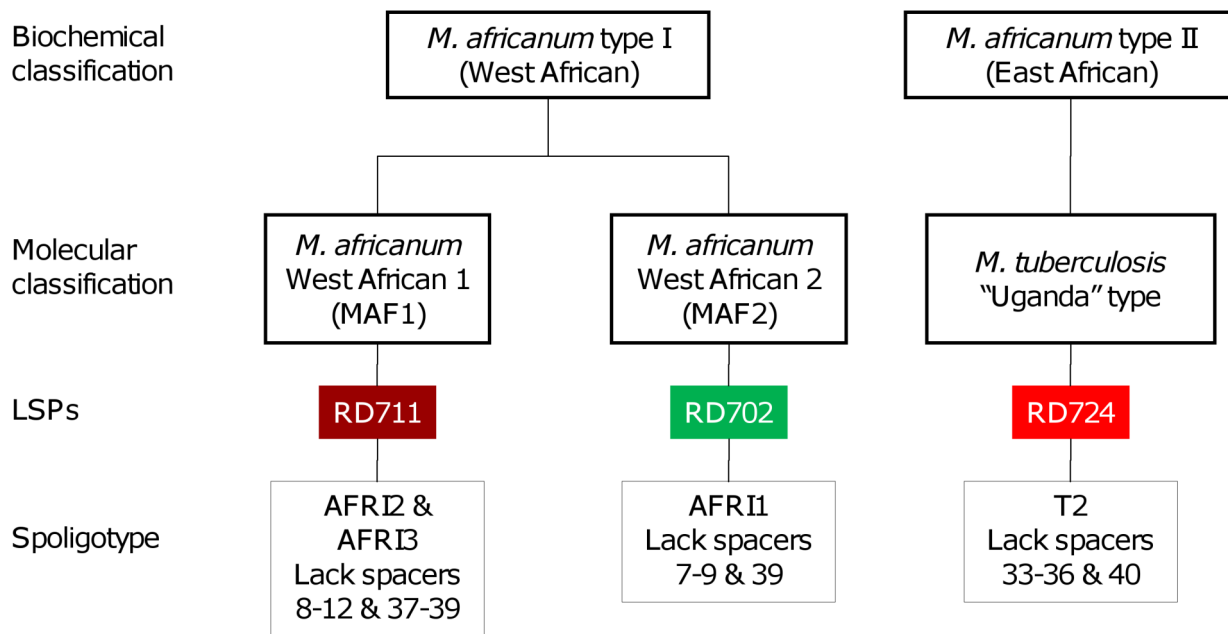 Biochemical
classification
M. africanum type I
(West African)
M. africanum type II
(East African)
Molecular
classification
M. africanum
West African 1
(MAF1)
M. africanum
West African 2
(MAF2)
M. tuberculosis
“Uganda” type
LSPs
RD711
RD702
RD724
Spoligotype
AFRI2 &
AFRI3
Lack spacers
8-12 & 37-39
AFRI1
Lack spacers
7-9 & 39
T2
Lack spacers
33-36 & 40